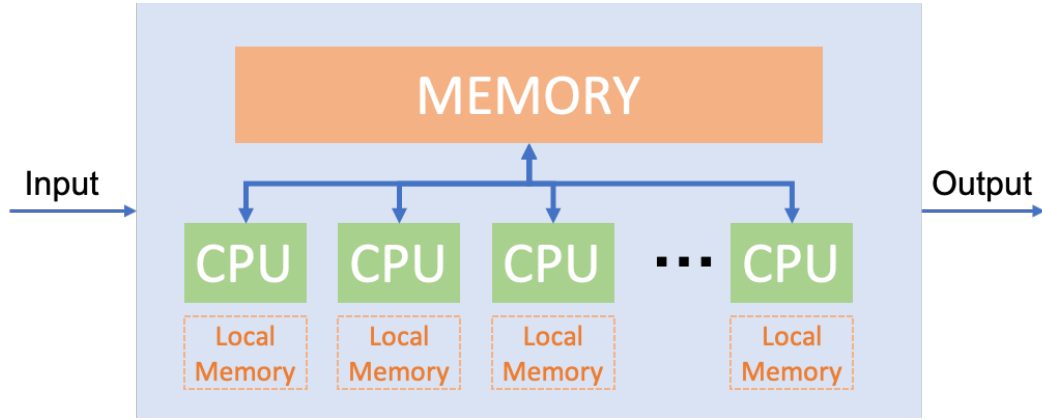 MEMORY
Input
Output
CPU CPU CPU ... CPU
Local Local Local Local
Memory Memory Memory Memory